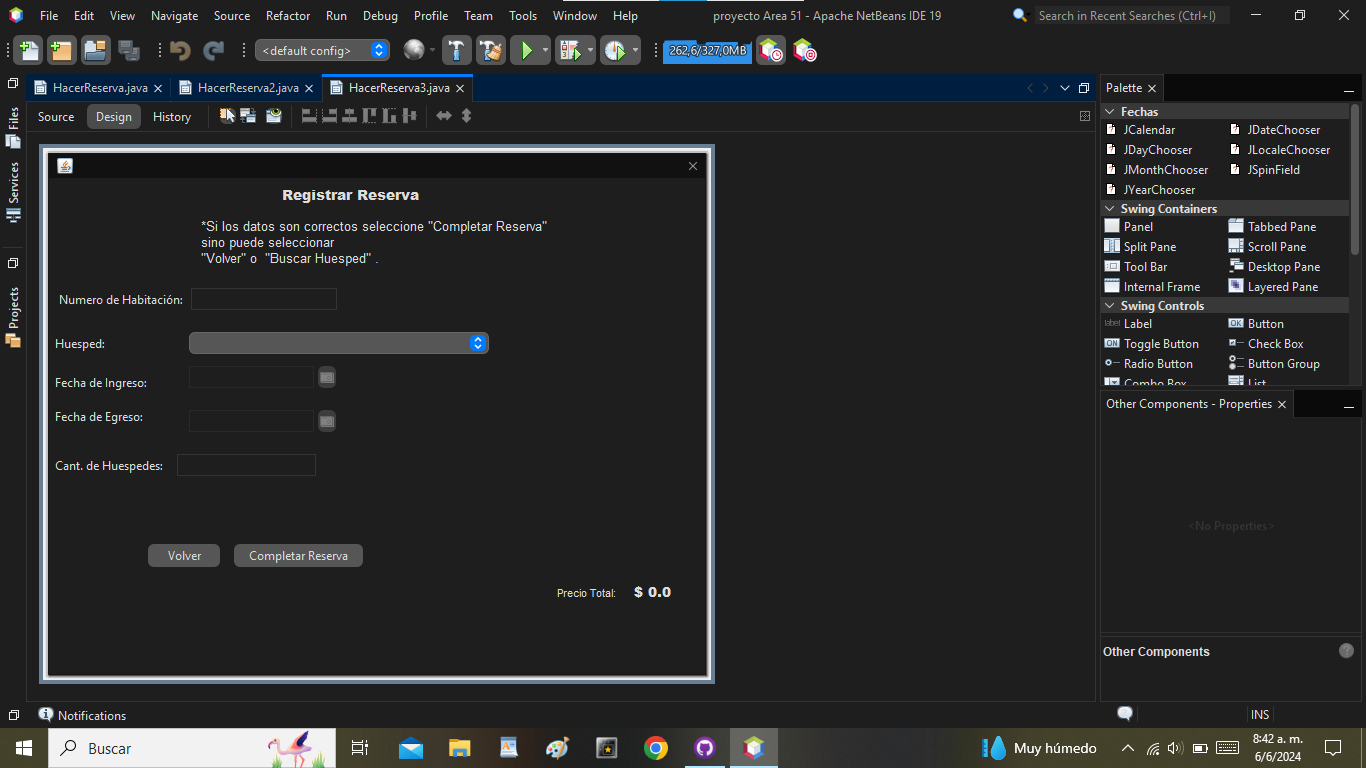 File Edit View Navigate Source Refactor Run Debug Profile Team Tools Window Help proyecto Area 51 - Apache NetBeans IDE 19 Search in Recent Searches (Ctrl+I)
<default config> 262,6/327,0MB
HacerReserva.java HacerReserva2.java HacerReserva3.java
Source Design History
Files
Services
Projects
Registrar Reserva
*Si los datos son correctos seleccione "Completar Reserva"
sino puede seleccionar
"Volver" o "Buscar Huesped" .
Numero de Habitación:
Huesped:
Fecha de Ingreso:
Fecha de Egreso:
Cant. de Huespedes:
Volver Completar Reserva
Precio Total: $ 0.0
Palette
Fechas
JCalendar JDateChooser
JDayChooser JLocaleChooser
JMonthChooser JSpinField
JYearChooser
Swing Containers
Panel Tabbed Pane
Split Pane Scroll Pane
Tool Bar Desktop Pane
Internal Frame Layered Pane
Swing Controls
label Label OK Button
ON Toggle Button Check Box
Radio Button Button Group
Combo Box List
Other Components - Properties
<No Properties>
Other Components
Notifications INS
Buscar Muy húmedo 8:42 a. m.
6/6/2024